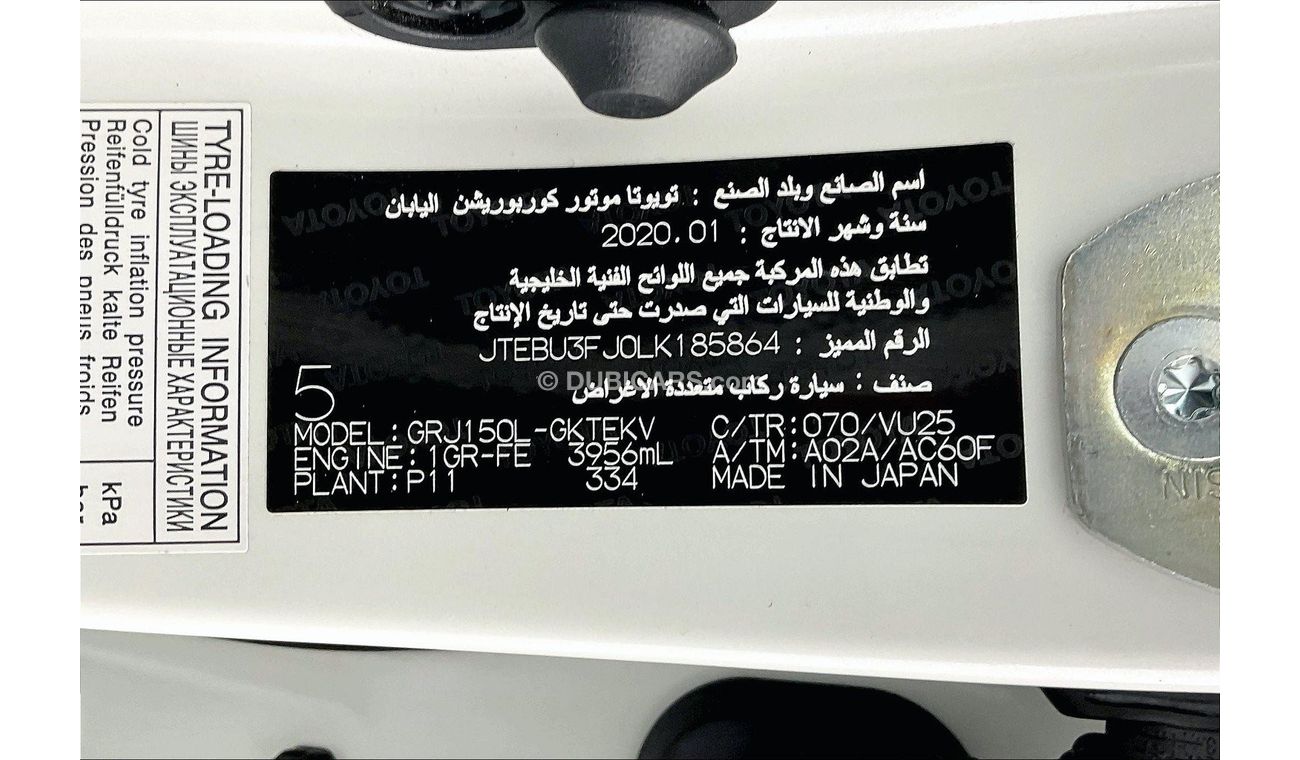 TYRE-LOADING INFORMATION
ШИНЫ ЭКСПЛУАТАЦИОННЫЕ ХАРАКТЕРИСТИКИ
Cold tyre inflation pressure
Reifenfülldruck kalte Reifen
Pression des pneus froids
kPa
اسم الصانع وبلد الصنع : تويوتا موتور كوربوريشن اليابان
سنة وشهر الانتاج : 2020.01
تطابق هذه المركبة جميع اللوائح الفنية الخليجية
والوطنية للسيارات التي صدرت حتى تاريخ الإنتاج
الرقم المميز : JTEBU3FJ0LK185864
© DUBICARS.com
صنف : سيارة ركاب متعددة الاغراض
5
MODEL:GRJ150L-GKTEKV C/TR:070/VU25
ENGINE:1GR-FE 3956mL A/TM:A02A/AC60F
PLANT:P11 334 MADE IN JAPAN